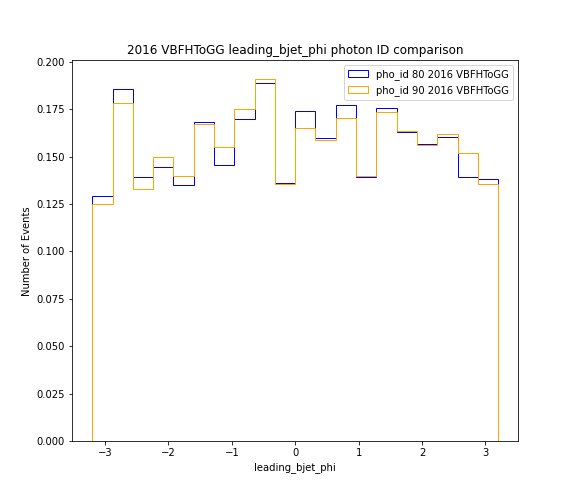 2016 VBFHToGG leading_bjet_phi photon ID comparison
pho_id 80 2016 VBFHToGG
pho_id 90 2016 VBFHToGG
Number of Events
0.200
0.175
0.150
0.125
0.100
0.075
0.050
0.025
0.000
−3 −2 −1 0 1 2 3
leading_bjet_phi